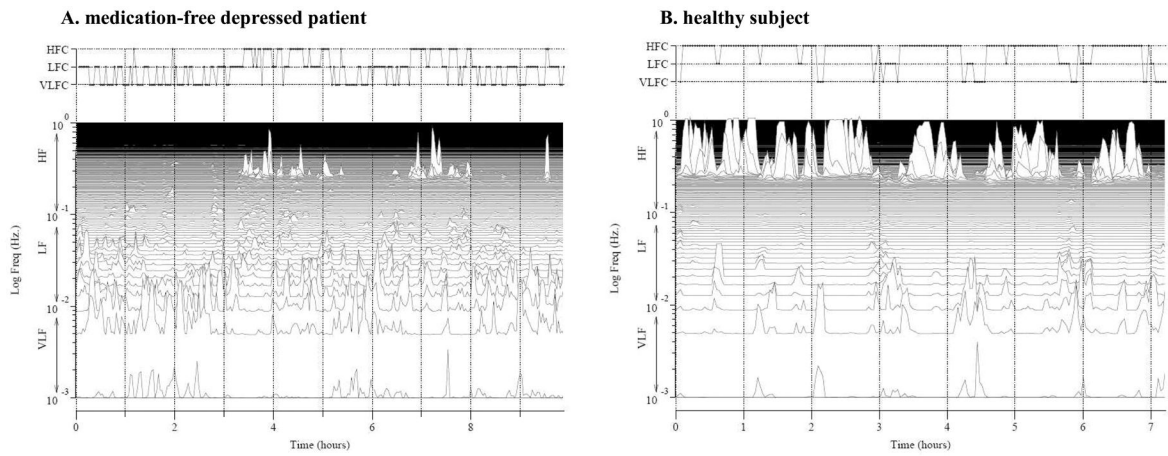 A. medication-free depressed patient
HFC
LFC
VLFC
10 0
HF
10 -1
LF
10 -2
VLF
10 -3
Log Freq (Hz.)
0 2 4 6 8
Time (hours)
B. healthy subject
HFC
LFC
VLFC
10 0
HF
10 -1
LF
10 -2
VLF
10 -3
Log Freq (Hz.)
0 1 2 3 4 5 6 7
Time (hours)